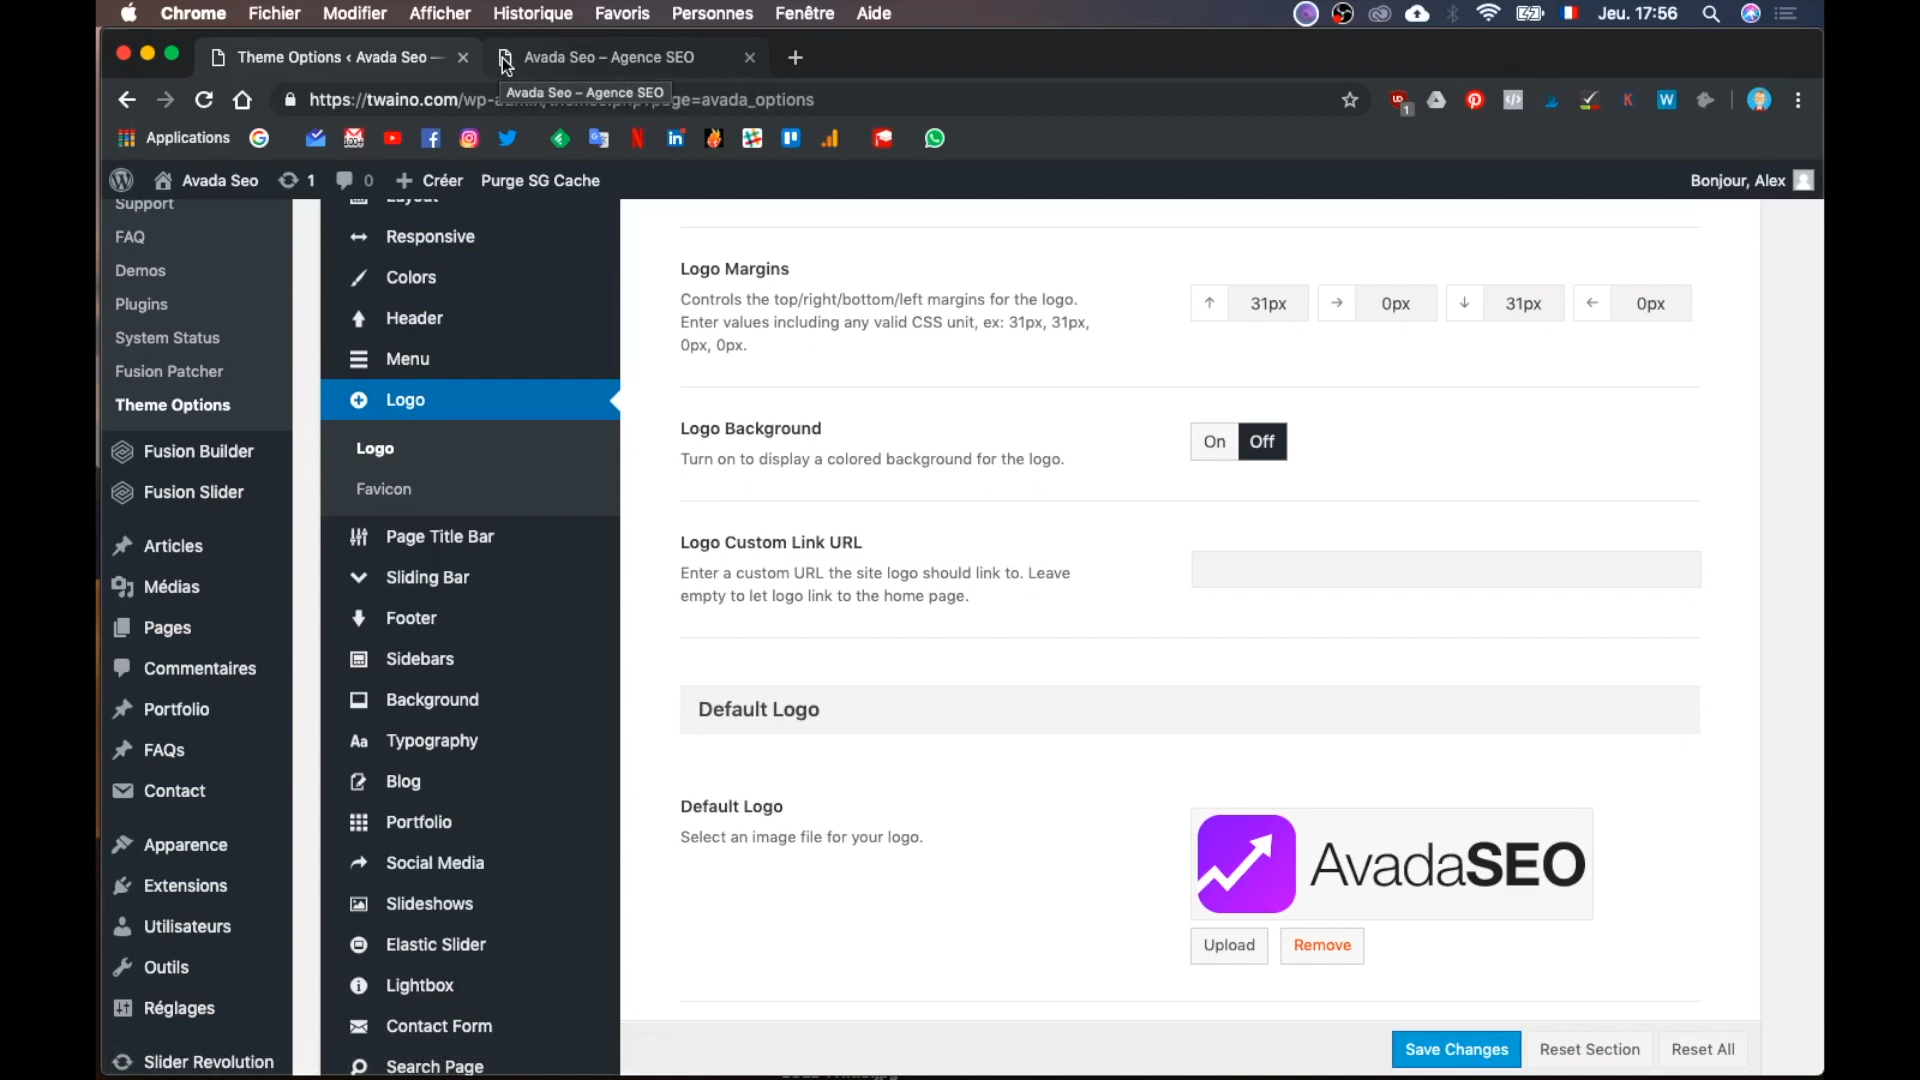 Chrome Fichier Modifier Afficher Historique Favoris Personnes Fenêtre Aide Jeu. 17:56
Theme Options ‹ Avada Seo — Avada Seo – Agence SEO
https://twaino.com/wp- =avada_options
Avada Seo – Agence SEO
Applications
Avada Seo 1 0 Créer Purge SG Cache Bonjour, Alex
Support
FAQ
Demos
Plugins
System Status
Fusion Patcher
Theme Options
Fusion Builder
Fusion Slider
Articles
Médias
Pages
Commentaires
Portfolio
FAQs
Contact
Apparence
Extensions
Utilisateurs
Outils
Réglages
Slider Revolution
Layout
Responsive
Colors
Header
Menu
Logo
Logo
Favicon
Page Title Bar
Sliding Bar
Footer
Sidebars
Background
Aa Typography
Blog
Portfolio
Social Media
Slideshows
Elastic Slider
Lightbox
Contact Form
Search Page
Logo Margins
Controls the top/right/bottom/left margins for the logo.
Enter values including any valid CSS unit, ex: 31px, 31px,
0px, 0px.
31px 0px 31px 0px
Logo Background
Turn on to display a colored background for the logo.
On Off
Logo Custom Link URL
Enter a custom URL the site logo should link to. Leave
empty to let logo link to the home page.
Default Logo
Default Logo
Select an image file for your logo.
AvadaSEO
Upload Remove
Save Changes Reset Section Reset All